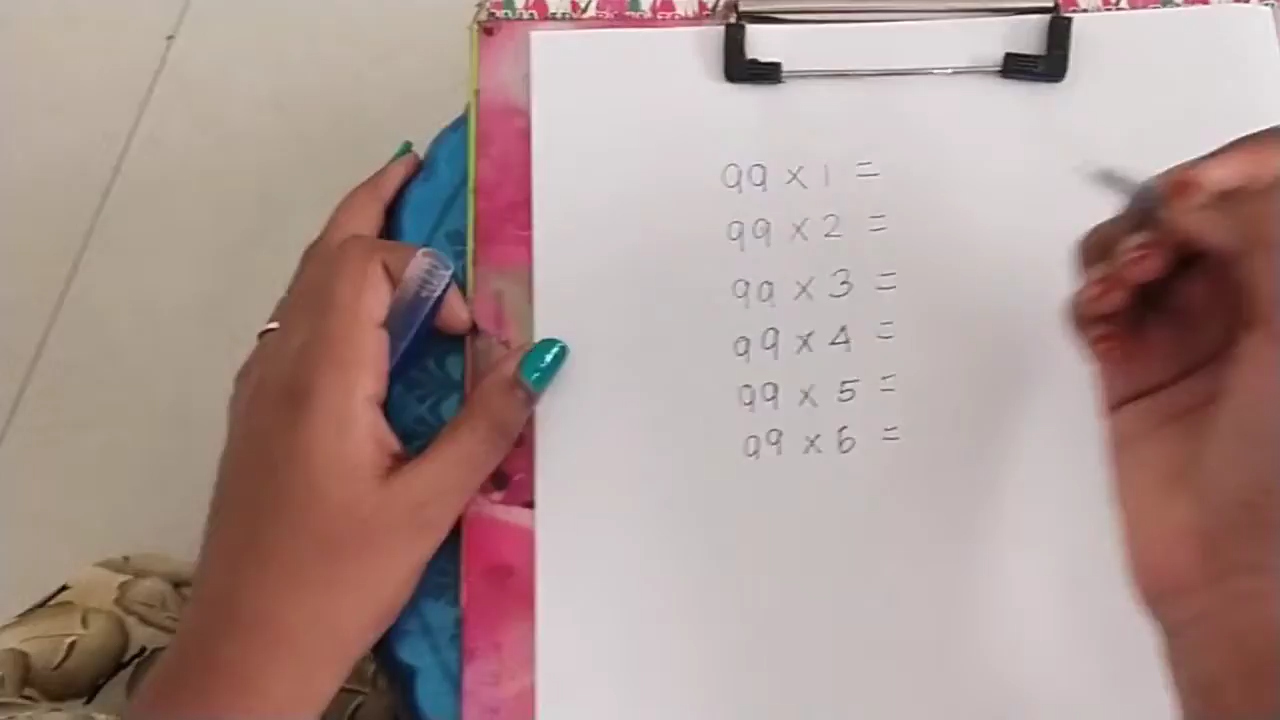 99 x 1 =
99 x 2 =
99 x 3 =
99 x 4 =
99 x 5 =
99 x 6 =